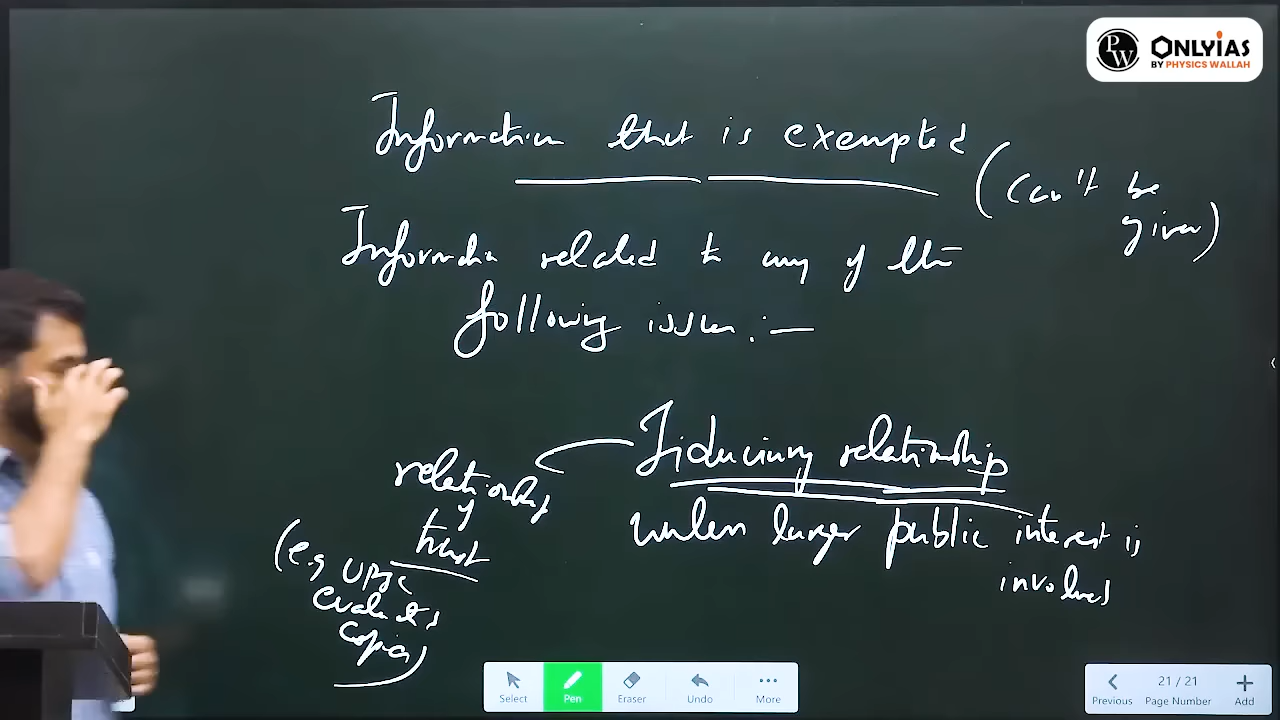 PW ONLYIAS
BY PHYSICS WALLAH
Information that is exempted
(can't be
given)
Information related to any of the
following issues :—
Fiduciary relationship
unless larger public interest is
involved
relationship
of
trust
(e.g UPSC
evaluates
copies)
Select
Pen
Eraser
Undo
More
Previous
21 / 21
Page Number
Add